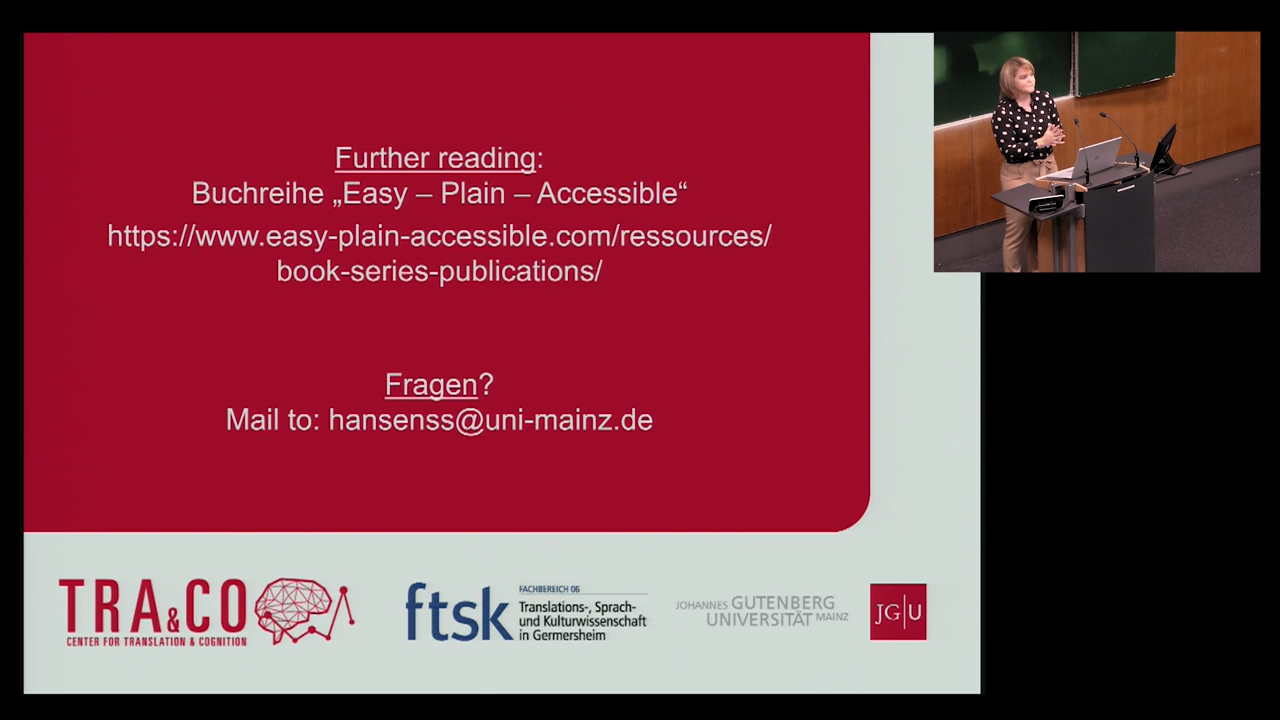 Further reading:
Buchreihe „Easy – Plain – Accessible“
https://www.easy-plain-accessible.com/ressources/
book-series-publications/
Fragen?
Mail to: hansenss@uni-mainz.de
TRA&CO
CENTER FOR TRANSLATION & COGNITION
ftsk
FACHBEREICH 06
Translations-, Sprach-
und Kulturwissenschaft
in Germersheim
JOHANNES GUTENBERG
UNIVERSITÄT MAINZ
JG|U